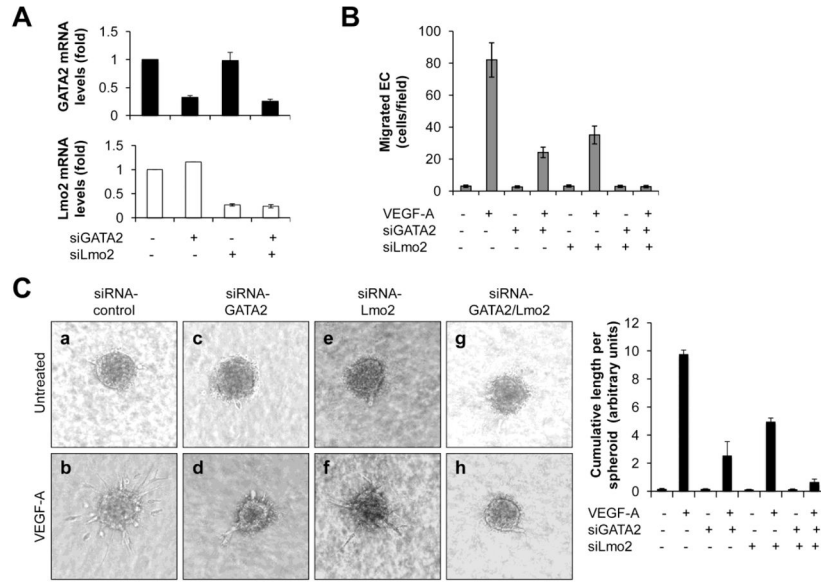 A
GATA2 mRNA
levels (fold)
1.5
1
0.5
0
Lmo2 mRNA
levels (fold)
1.5
1
0.5
0
siGATA2 - + - +
siLmo2 - - + +
B
Migrated EC
(cells/field)
100
80
60
40
20
0
VEGF-A - + - + - + - +
siGATA2 - - + + - - + +
siLmo2 - - - - + + + +
C
siRNA-
control
siRNA-
GATA2
siRNA-
Lmo2
siRNA-
GATA2/Lmo2
Untreated
a
c
e
g
VEGF-A
b
d
f
h
Cumulative length per
spheroid (arbitrary units)
12
10
8
6
4
2
0
VEGF-A - + - + - + - +
siGATA2 - - + + - - + +
siLmo2 - - - - + + + +